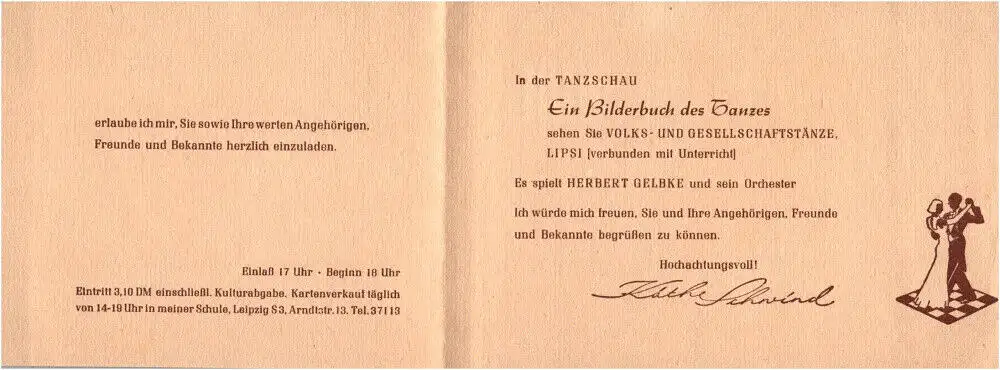 erlaube ich mir, Sie sowie Ihre werten Angehörigen,
Freunde und Bekannte herzlich einzuladen.
Einlaß 17 Uhr · Beginn 18 Uhr
Eintritt 3,10 DM einschließl. Kulturabgabe. Kartenverkauf täglich
von 14-19 Uhr in meiner Schule, Leipzig S 3, Arndtstr. 13. Tel. 37113
In der TANZSCHAU
Ein Bilderbuch des Tanzes
sehen Sie VOLKS- UND GESELLSCHAFTSTÄNZE,
LIPSI [verbunden mit Unterricht]
Es spielt HERBERT GELBKE und sein Orchester
Ich würde mich freuen, Sie und Ihre Angehörigen, Freunde
und Bekannte begrüßen zu können.
Hochachtungsvoll!
Käthe Schwind